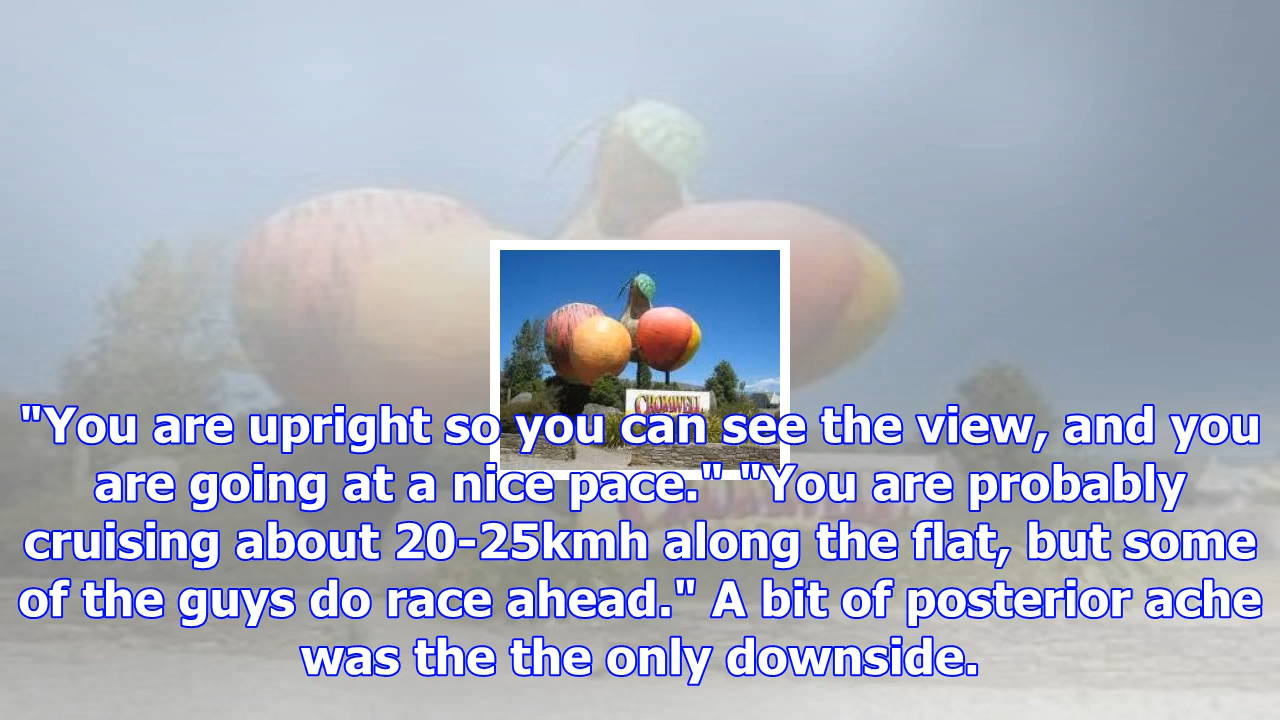 CROMWELL
"You are upright so you can see the view, and you
are going at a nice pace." "You are probably
cruising about 20-25kmh along the flat, but some
of the guys do race ahead." A bit of posterior ache
was the the only downside.